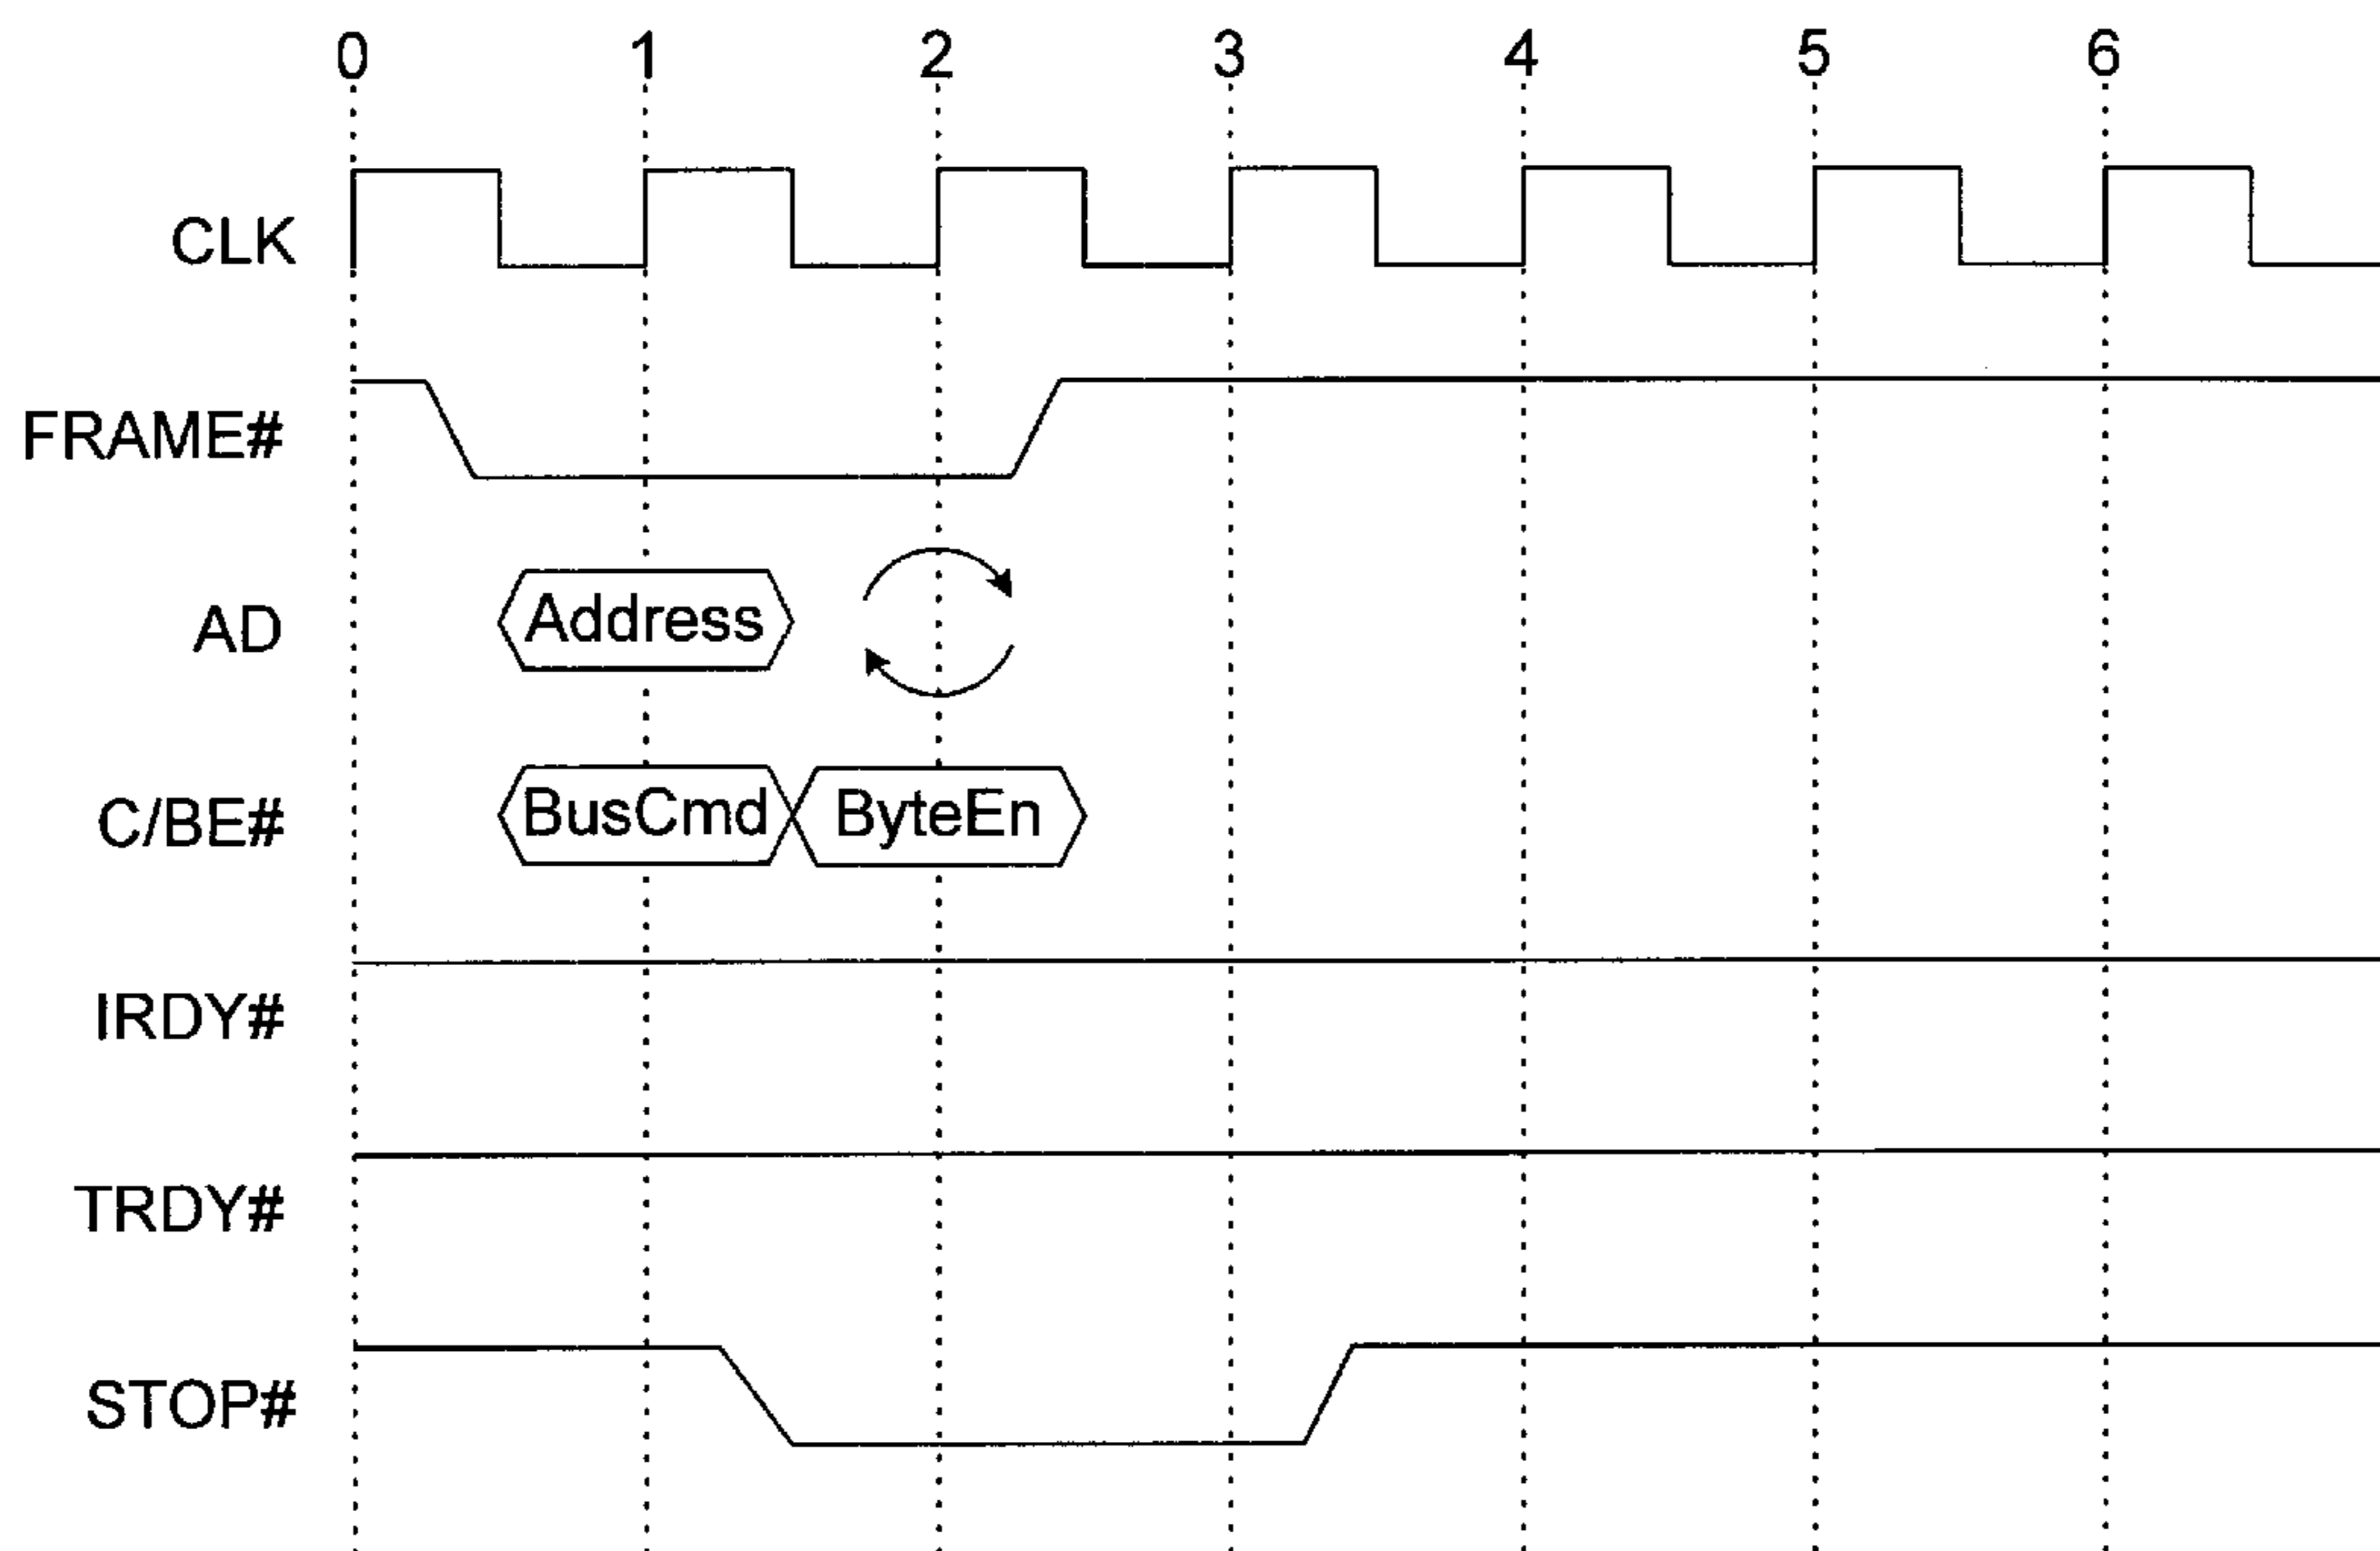 0 1 2 3 4 5 6
CLK
FRAME#
AD Address
C/BE# BusCmd ByteEn
IRDY#
TRDY#
STOP#